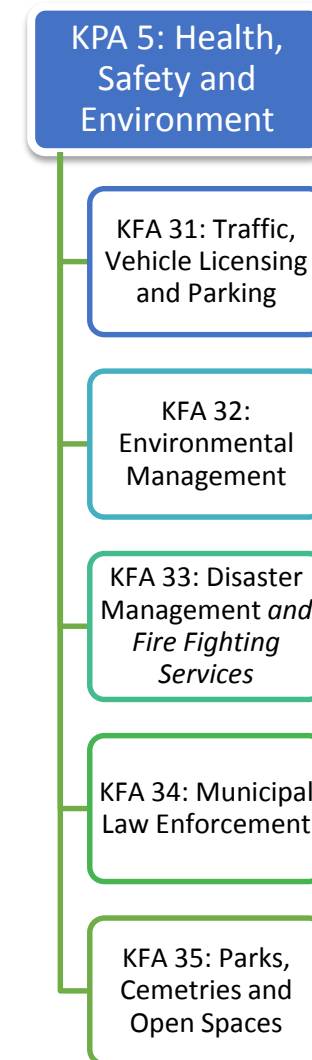 KPA 5: Health,
Safety and
Environment
KFA 31: Traffic,
Vehicle Licensing
and Parking
KFA 32:
Environmental
Management
KFA 33: Disaster
Management and
Fire Fighting
Services
KFA 34: Municipal
Law Enforcement
KFA 35: Parks,
Cemetries and
Open Spaces